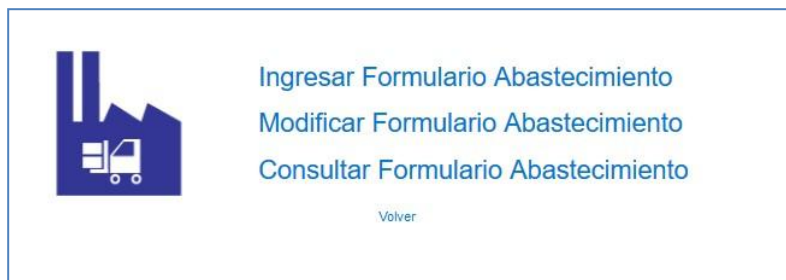 Ingresar Formulario Abastecimiento
Modificar Formulario Abastecimiento
Consultar Formulario Abastecimiento
Volver